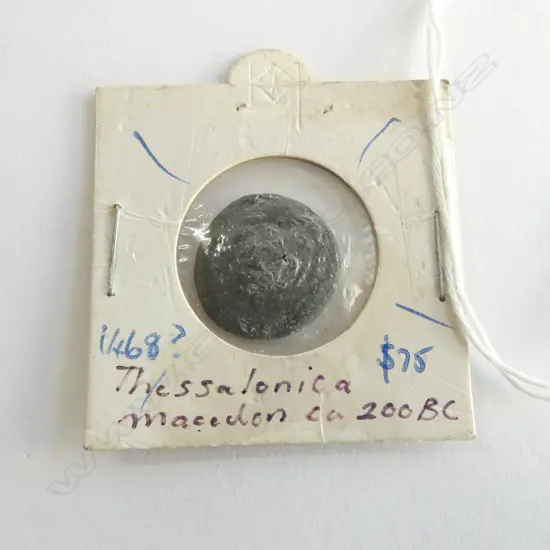 1468? $75
Thessalonica
macedon ca 200BC